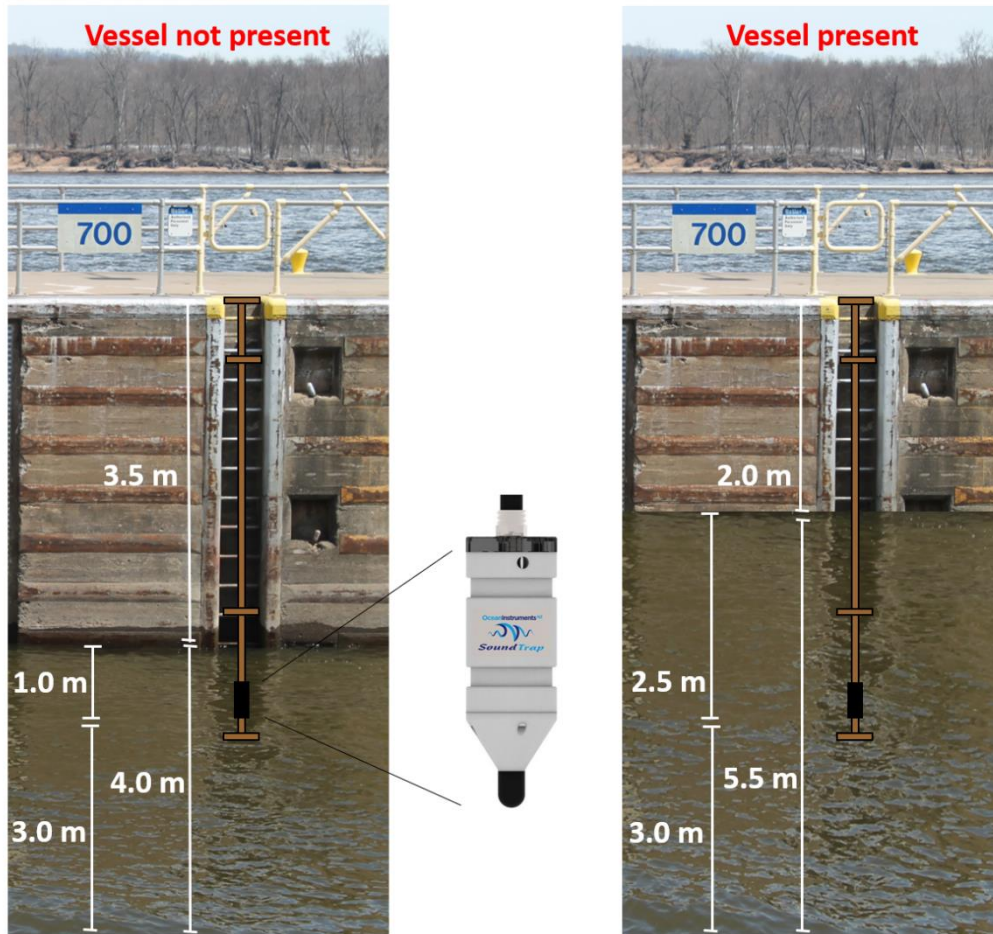 Vessel not present
700
3.5 m
1.0 m
4.0 m
3.0 m
OceanInstruments
SoundTrap
Vessel present
700
2.0 m
2.5 m
5.5 m
3.0 m